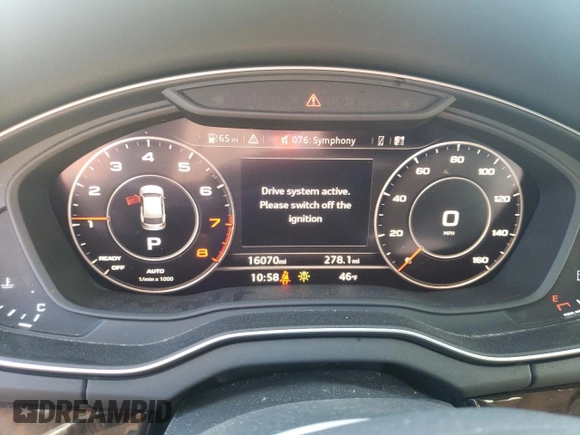 65 mi
076: Symphony
1 2 3 4 5 6 7 8
READY
OFF
P
AUTO
1/min x 1000
Drive system active.
Please switch off the
ignition
16070mi 278.1mi
10:58 46°F
0 20 40 60 80 100 120 140 160
0
MPH
C
E
DREAMBID